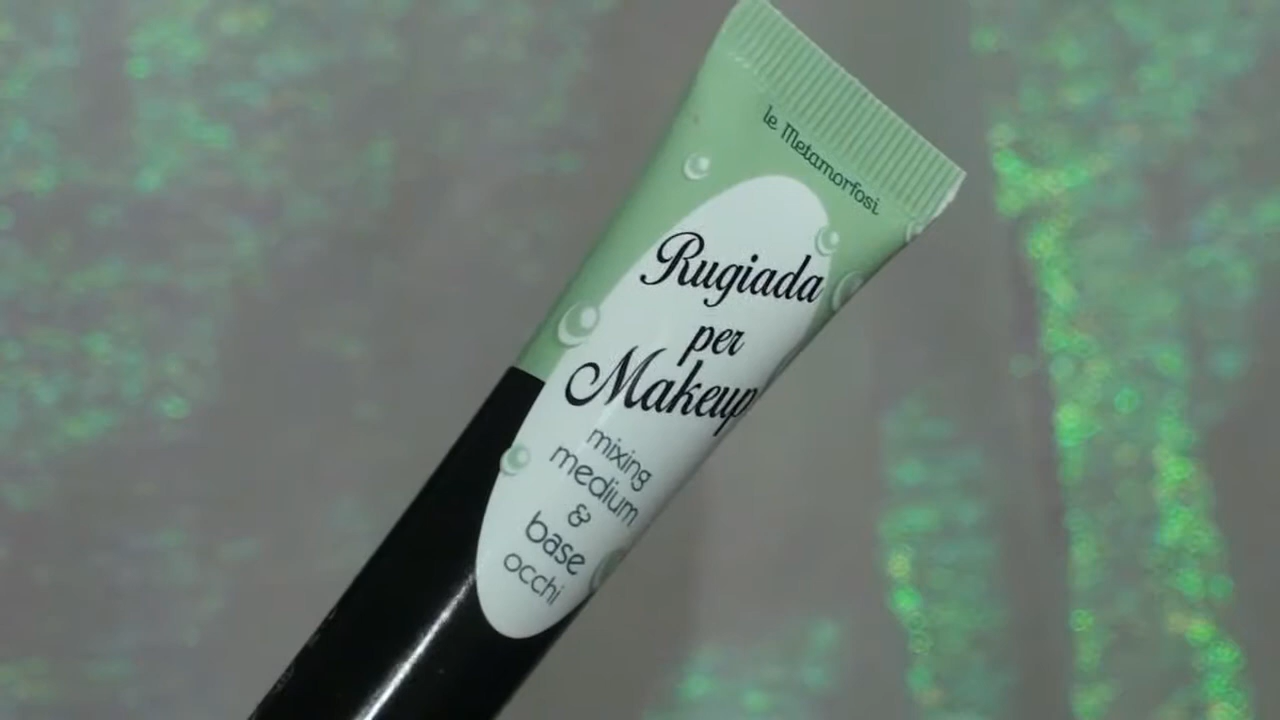 le Metamorfosi
Rugiada
per
Makeup
mixing
medium
&
base
occhi